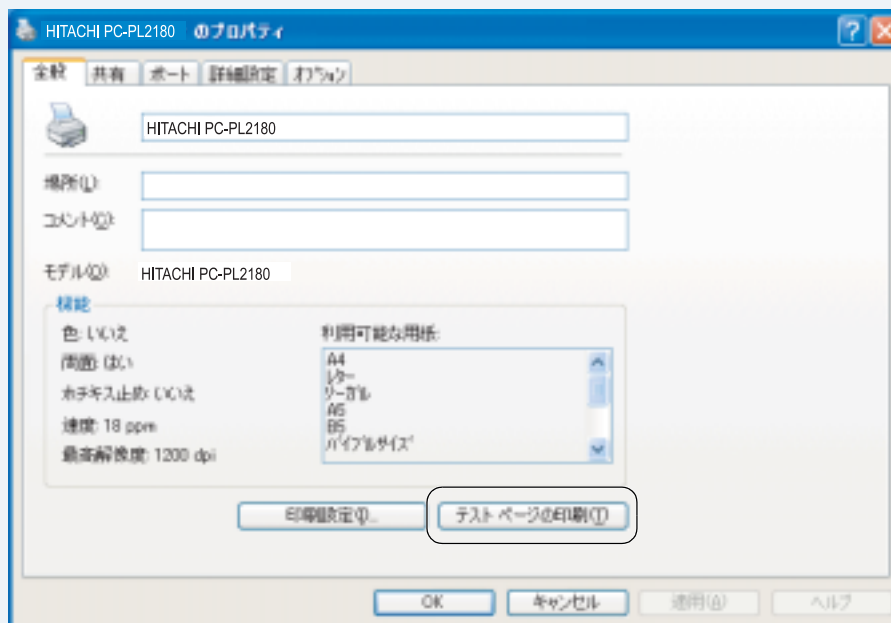 HITACHI PC-PL2180 のプロパティ
全般 共有 ポート 詳細設定 オプション
HITACHI PC-PL2180
場所(L):
コメント(C):
モデル(O): HITACHI PC-PL2180
機能
色: いいえ
両面: はい
ホチキス止め: いいえ
速度: 18 ppm
最高解像度: 1200 dpi
利用可能な用紙:
A4
レター
リーガル
A5
B5
バイブルサイズ
印刷設定(I)...
テスト ページの印刷(T)
OK キャンセル 適用(A) ヘルプ